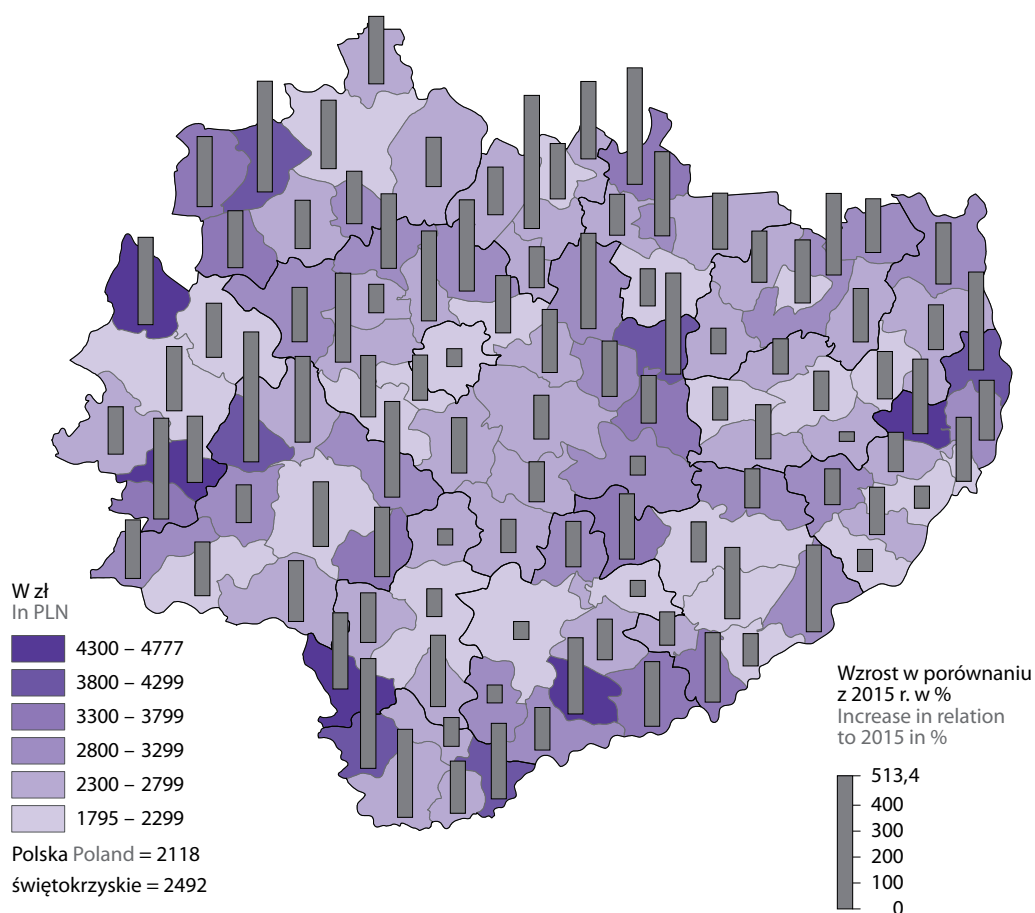 W zł
In PLN
4300 – 4777
3800 – 4299
3300 – 3799
2800 – 3299
2300 – 2799
1795 – 2299
Polska Poland = 2118
świętokrzyskie = 2492
Wzrost w porównaniu
z 2015 r. w %
Increase in relation
to 2015 in %
513,4
400
300
200
100
0